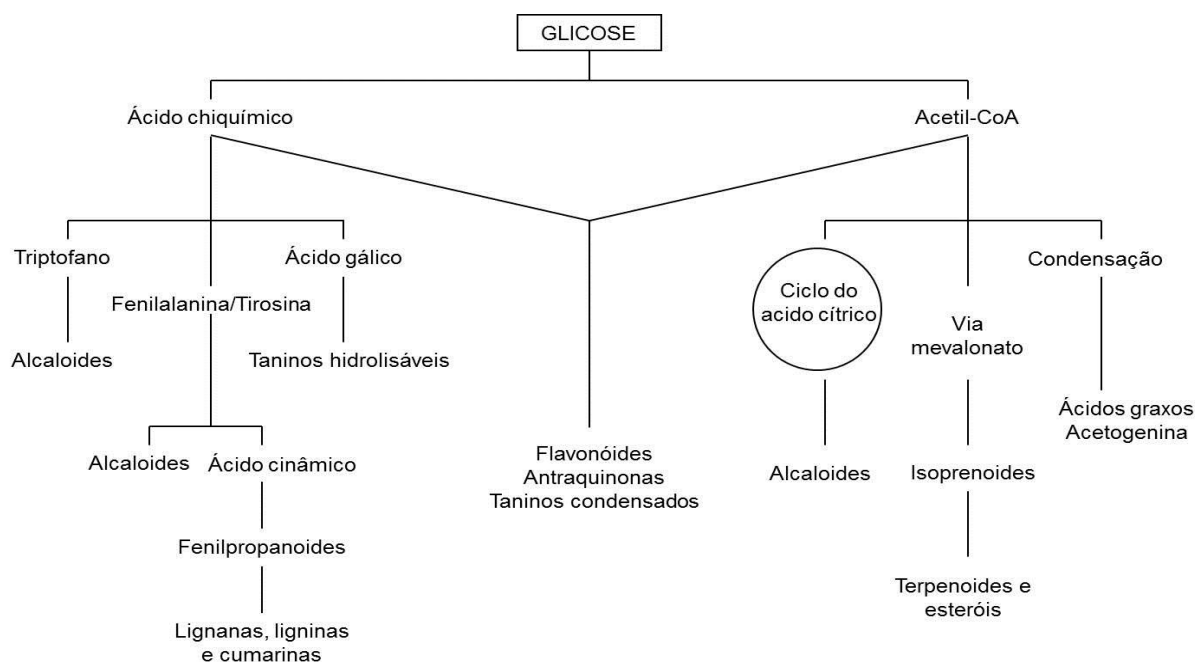 GLICOSE
Ácido chiquímico
Acetil-CoA
Triptofano
Ácido gálico
Condensação
Fenilalanina/Tirosina
Ciclo do
acido cítrico
Via
mevalonato
Alcaloides
Taninos hidrolisáveis
Ácidos graxos
Acetogenina
Alcaloides
Ácido cinâmico
Flavonóides
Antraquinonas
Taninos condensados
Alcaloides
Isoprenoides
Fenilpropanoides
Terpenoides e
esteróis
Lignanas, ligninas
e cumarinas